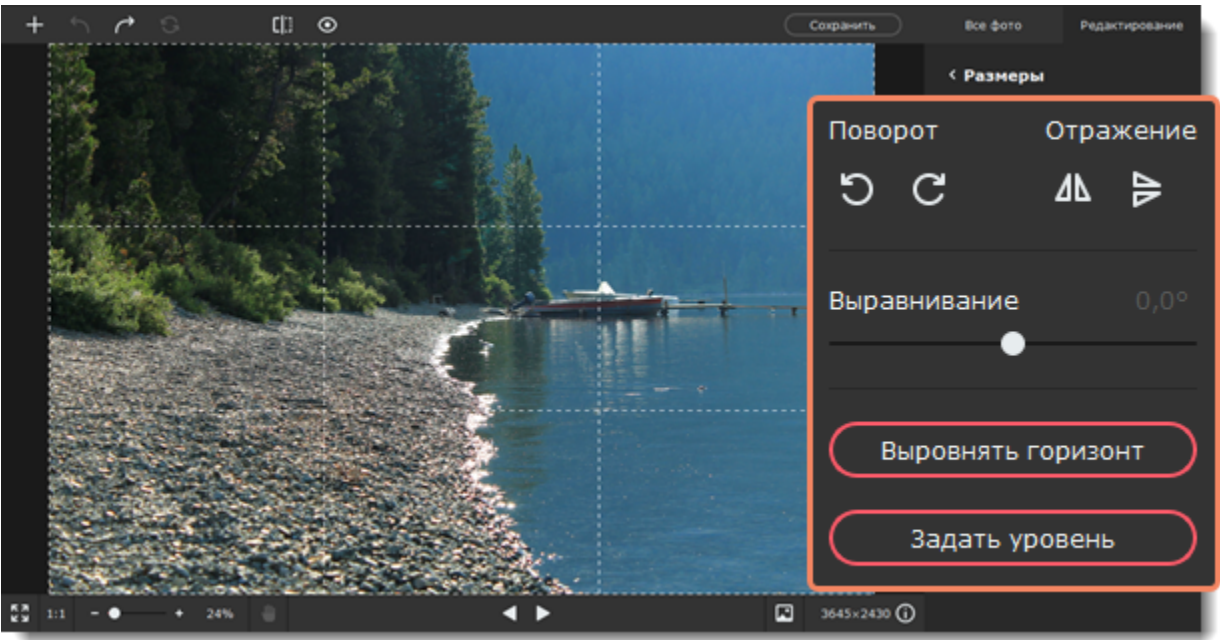 Сохранить
Все фото
Редактирование
< Размеры
Поворот
Отражение
Выравнивание
0,0°
Выровнять горизонт
Задать уровень
1:1
- +
24%
3645×2430